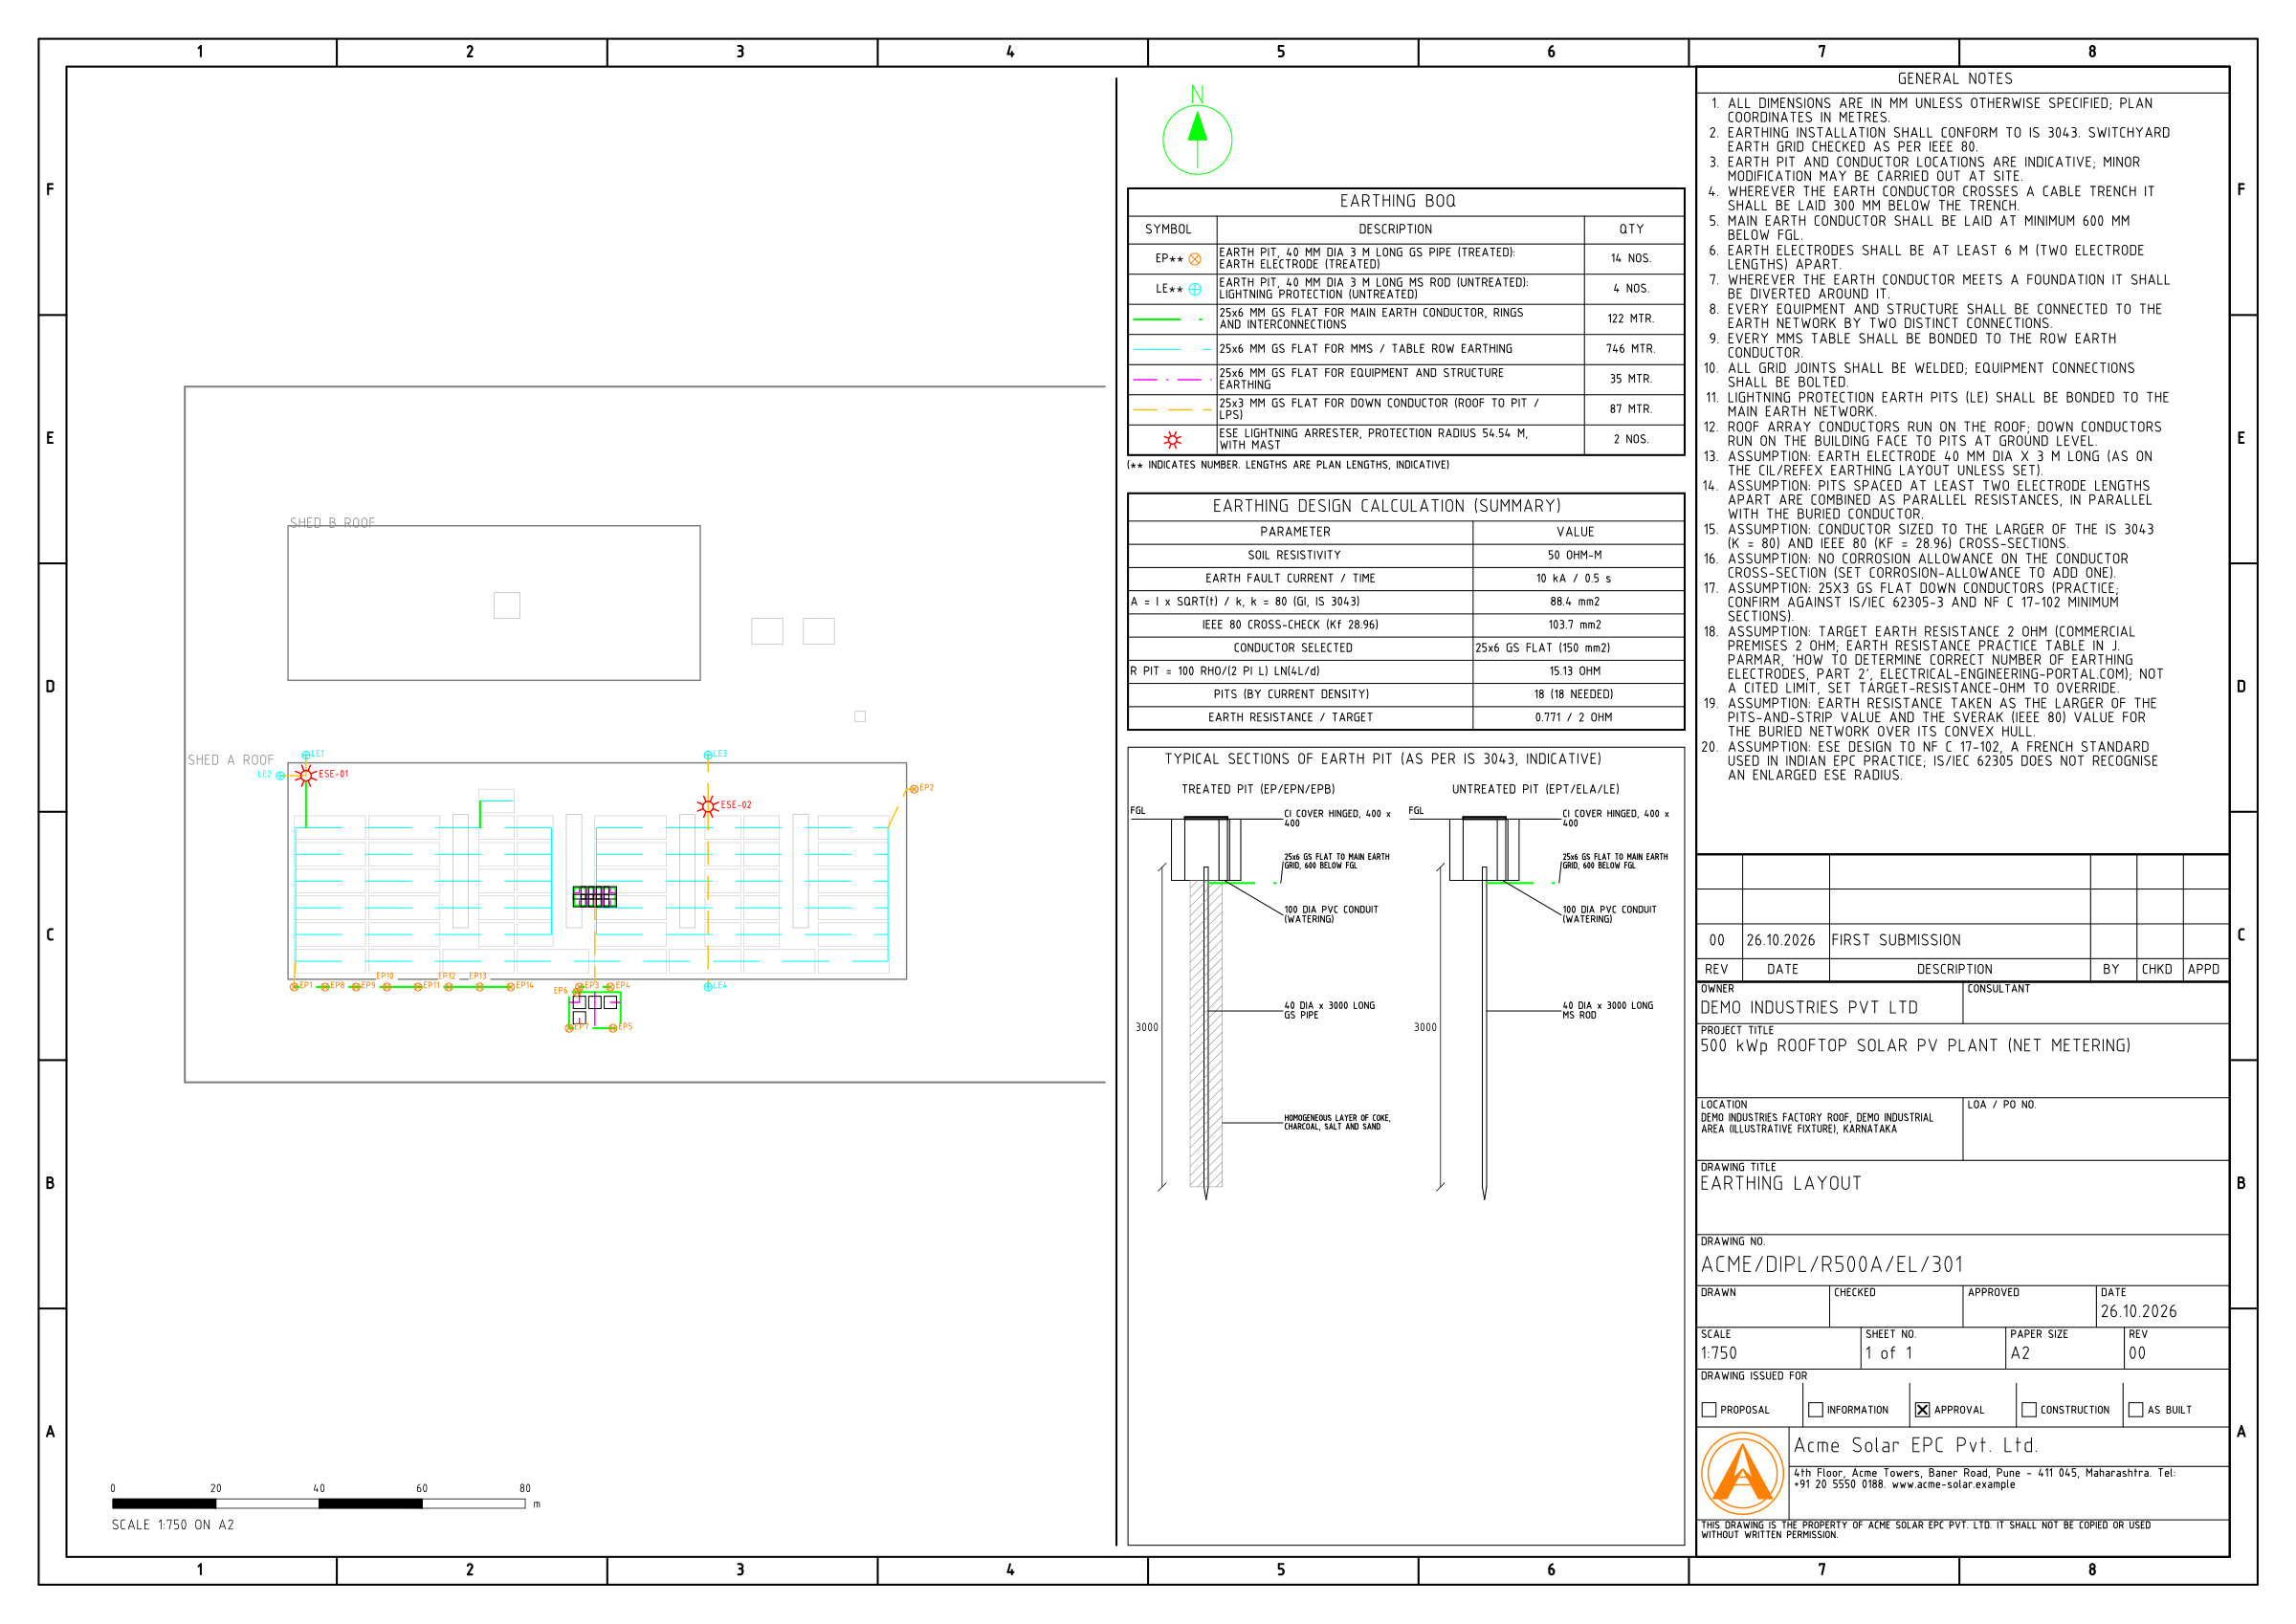 1 2 3 4 5 6 7 8
F
E
D
C
B
A
SHED B ROOF
SHED A ROOF
LE1
LE2
ESE-01
LE3
ESE-02
EP2
EP10
EP12
EP13
EP1
EP8
EP9
EP11
EP14
EP3
EP4
EP6
EP7
EP5
LE4
0 20 40 60 80 m
SCALE 1:750 ON A2
N
EARTHING BOQ
SYMBOL DESCRIPTION QTY
EP** EARTH PIT, 40 MM DIA 3 M LONG GS PIPE (TREATED): 14 NOS.
EARTH ELECTRODE (TREATED)
LE** EARTH PIT, 40 MM DIA 3 M LONG MS ROD (UNTREATED): 4 NOS.
LIGHTNING PROTECTION (UNTREATED)
25x6 MM GS FLAT FOR MAIN EARTH CONDUCTOR, RINGS 122 MTR.
AND INTERCONNECTIONS
25x6 MM GS FLAT FOR MMS / TABLE ROW EARTHING 746 MTR.
25x6 MM GS FLAT FOR EQUIPMENT AND STRUCTURE 35 MTR.
EARTHING
25x3 MM GS FLAT FOR DOWN CONDUCTOR (ROOF TO PIT / 87 MTR.
LPS)
ESE LIGHTNING ARRESTER, PROTECTION RADIUS 54.54 M, 2 NOS.
WITH MAST
(** INDICATES NUMBER. LENGTHS ARE PLAN LENGTHS, INDICATIVE)
EARTHING DESIGN CALCULATION (SUMMARY)
PARAMETER VALUE
SOIL RESISTIVITY 50 OHM-M
EARTH FAULT CURRENT / TIME 10 kA / 0.5 s
A = I x SQRT(t) / k, k = 80 (GI, IS 3043) 88.4 mm2
IEEE 80 CROSS-CHECK (Kf 28.96) 103.7 mm2
CONDUCTOR SELECTED 25x6 GS FLAT (150 mm2)
R PIT = 100 RHO/(2 PI L) LN(4L/d) 15.13 OHM
PITS (BY CURRENT DENSITY) 18 (18 NEEDED)
EARTH RESISTANCE / TARGET 0.771 / 2 OHM
TYPICAL SECTIONS OF EARTH PIT (AS PER IS 3043, INDICATIVE)
TREATED PIT (EP/EPN/EPB)
FGL
CI COVER HINGED, 400 x
400
25x6 GS FLAT TO MAIN EARTH
GRID, 600 BELOW FGL
100 DIA PVC CONDUIT
(WATERING)
40 DIA x 3000 LONG
GS PIPE
3000
HOMOGENEOUS LAYER OF COKE,
CHARCOAL, SALT AND SAND
UNTREATED PIT (EPT/ELA/LE)
FGL
CI COVER HINGED, 400 x
400
25x6 GS FLAT TO MAIN EARTH
GRID, 600 BELOW FGL
100 DIA PVC CONDUIT
(WATERING)
40 DIA x 3000 LONG
MS ROD
3000
GENERAL NOTES
1. ALL DIMENSIONS ARE IN MM UNLESS OTHERWISE SPECIFIED; PLAN
COORDINATES IN METRES.
2. EARTHING INSTALLATION SHALL CONFORM TO IS 3043. SWITCHYARD
EARTH GRID CHECKED AS PER IEEE 80.
3. EARTH PIT AND CONDUCTOR LOCATIONS ARE INDICATIVE; MINOR
MODIFICATION MAY BE CARRIED OUT AT SITE.
4. WHEREVER THE EARTH CONDUCTOR CROSSES A CABLE TRENCH IT
SHALL BE LAID 300 MM BELOW THE TRENCH.
5. MAIN EARTH CONDUCTOR SHALL BE LAID AT MINIMUM 600 MM
BELOW FGL.
6. EARTH ELECTRODES SHALL BE AT LEAST 6 M (TWO ELECTRODE
LENGTHS) APART.
7. WHEREVER THE EARTH CONDUCTOR MEETS A FOUNDATION IT SHALL
BE DIVERTED AROUND IT.
8. EVERY EQUIPMENT AND STRUCTURE SHALL BE CONNECTED TO THE
EARTH NETWORK BY TWO DISTINCT CONNECTIONS.
9. EVERY MMS TABLE SHALL BE BONDED TO THE ROW EARTH
CONDUCTOR.
10. ALL GRID JOINTS SHALL BE WELDED; EQUIPMENT CONNECTIONS
SHALL BE BOLTED.
11. LIGHTNING PROTECTION EARTH PITS (LE) SHALL BE BONDED TO THE
MAIN EARTH NETWORK.
12. ROOF ARRAY CONDUCTORS RUN ON THE ROOF; DOWN CONDUCTORS
RUN ON THE BUILDING FACE TO PITS AT GROUND LEVEL.
13. ASSUMPTION: EARTH ELECTRODE 40 MM DIA X 3 M LONG (AS ON
THE CIL/REFEX EARTHING LAYOUT UNLESS SET).
14. ASSUMPTION: PITS SPACED AT LEAST TWO ELECTRODE LENGTHS
APART ARE COMBINED AS PARALLEL RESISTANCES, IN PARALLEL
WITH THE BURIED CONDUCTOR.
15. ASSUMPTION: CONDUCTOR SIZED TO THE LARGER OF THE IS 3043
(K = 80) AND IEEE 80 (KF = 28.96) CROSS-SECTIONS.
16. ASSUMPTION: NO CORROSION ALLOWANCE ON THE CONDUCTOR
CROSS-SECTION (SET CORROSION-ALLOWANCE TO ADD ONE).
17. ASSUMPTION: 25X3 GS FLAT DOWN CONDUCTORS (PRACTICE;
CONFIRM AGAINST IS/IEC 62305-3 AND NF C 17-102 MINIMUM
SECTIONS).
18. ASSUMPTION: TARGET EARTH RESISTANCE 2 OHM (COMMERCIAL
PREMISES 2 OHM; EARTH RESISTANCE PRACTICE TABLE IN J.
PARMAR, 'HOW TO DETERMINE CORRECT NUMBER OF EARTHING
ELECTRODES, PART 2', ELECTRICAL-ENGINEERING-PORTAL.COM); NOT
A CITED LIMIT, SET TARGET-RESISTANCE-OHM TO OVERRIDE.
19. ASSUMPTION: EARTH RESISTANCE TAKEN AS THE LARGER OF THE
PITS-AND-STRIP VALUE AND THE SVERAK (IEEE 80) VALUE FOR
THE BURIED NETWORK OVER ITS CONVEX HULL.
20. ASSUMPTION: ESE DESIGN TO NF C 17-102, A FRENCH STANDARD
USED IN INDIAN EPC PRACTICE; IS/IEC 62305 DOES NOT RECOGNISE
AN ENLARGED ESE RADIUS.
00 26.10.2026 FIRST SUBMISSION
REV DATE DESCRIPTION BY CHKD APPD
OWNER CONSULTANT
DEMO INDUSTRIES PVT LTD
PROJECT TITLE
500 kWp ROOFTOP SOLAR PV PLANT (NET METERING)
LOCATION LOA / PO NO.
DEMO INDUSTRIES FACTORY ROOF, DEMO INDUSTRIAL
AREA (ILLUSTRATIVE FIXTURE), KARNATAKA
DRAWING TITLE
EARTHING LAYOUT
DRAWING NO.
ACME/DIPL/R500A/EL/301
DRAWN CHECKED APPROVED DATE
26.10.2026
SCALE SHEET NO. PAPER SIZE REV
1:750 1 of 1 A2 00
DRAWING ISSUED FOR
PROPOSAL INFORMATION APPROVAL CONSTRUCTION AS BUILT
Acme Solar EPC Pvt. Ltd.
4th Floor, Acme Towers, Baner Road, Pune - 411 045, Maharashtra. Tel:
+91 20 5550 0188. www.acme-solar.example
THIS DRAWING IS THE PROPERTY OF ACME SOLAR EPC PVT. LTD. IT SHALL NOT BE COPIED OR USED
WITHOUT WRITTEN PERMISSION.
F
E
D
C
B
A
1 2 3 4 5 6 7 8